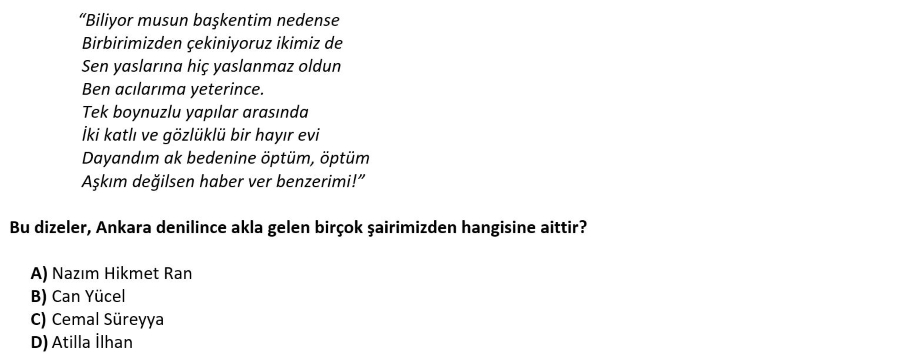 “Biliyor musun başkentim nedense
Birbirimizden çekiniyoruz ikimiz de
Sen yaslarına hiç yaslanmaz oldun
Ben acılarıma yeterince.
Tek boynuzlu yapılar arasında
İki katlı ve gözlüklü bir hayır evi
Dayandım ak bedenine öptüm, öptüm
Aşkım değilsen haber ver benzerimi!”
Bu dizeler, Ankara denilince akla gelen birçok şairimizden hangisine aittir?
A) Nazım Hikmet Ran
B) Can Yücel
C) Cemal Süreyya
D) Atilla İlhan